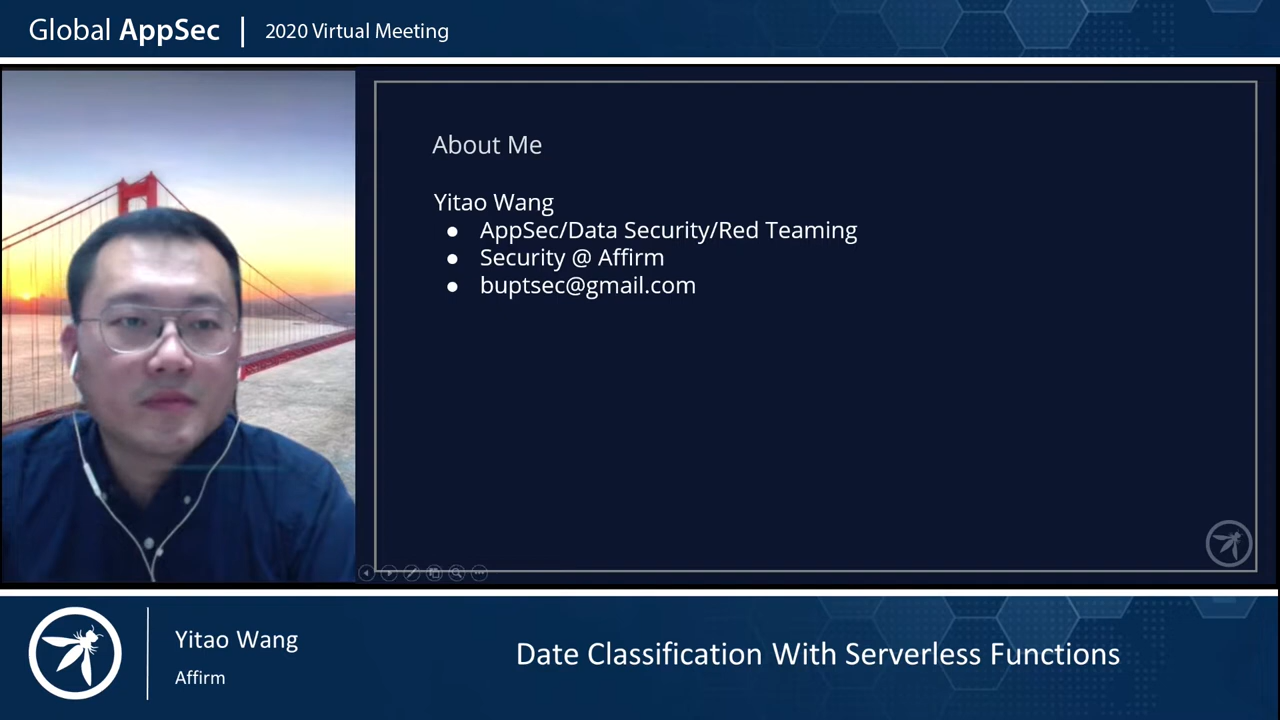 Global AppSec | 2020 Virtual Meeting
About Me
Yitao Wang
● AppSec/Data Security/Red Teaming
● Security @ Affirm
● buptsec@gmail.com
Yitao Wang
Affirm
Date Classification With Serverless Functions